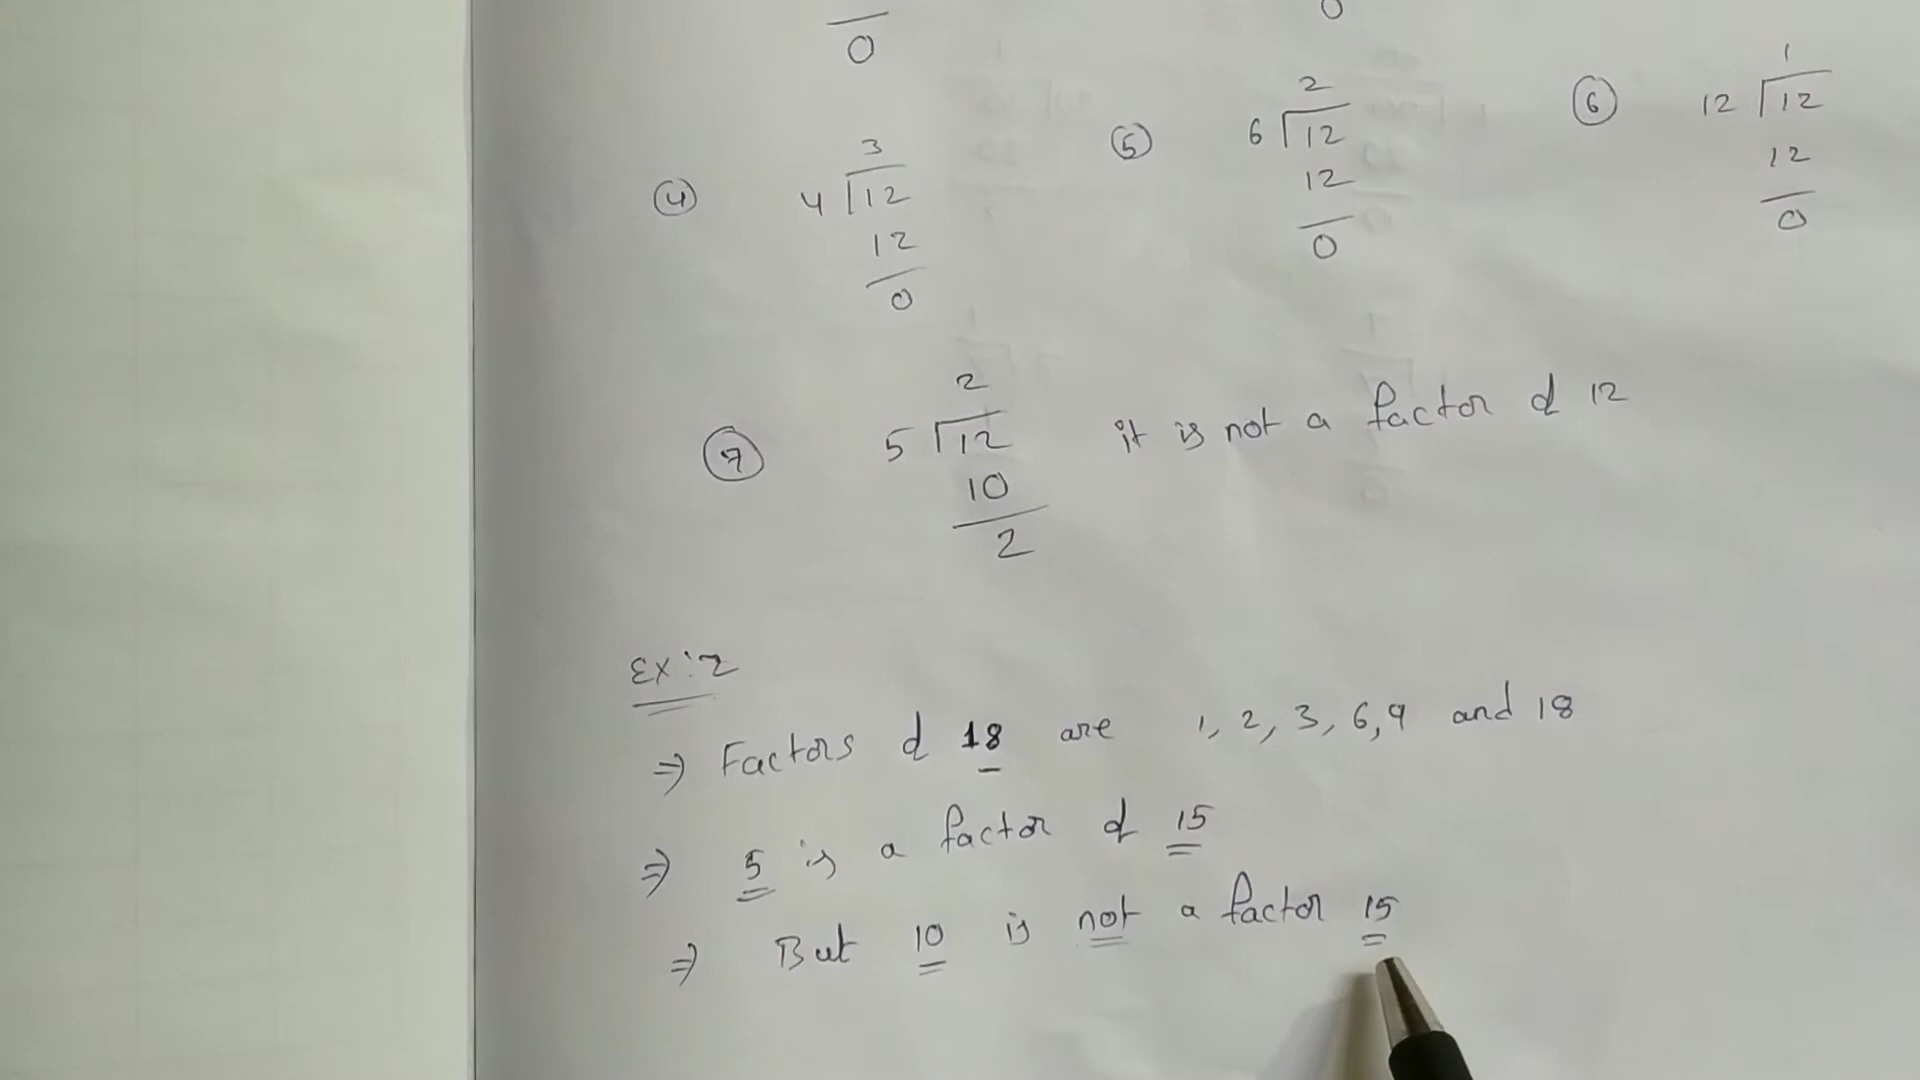 0
0
④ 4 ⟌12 3
12
0
⑤ 6 ⟌12 2
12
0
⑥ 12 ⟌12 1
12
0
⑦ 5 ⟌12 2 it is not a factor of 12
10
2
Ex:2
⇒ Factors of 18 are 1, 2, 3, 6, 9 and 18
⇒ 5 is a factor of 15
⇒ But 10 is not a factor 15